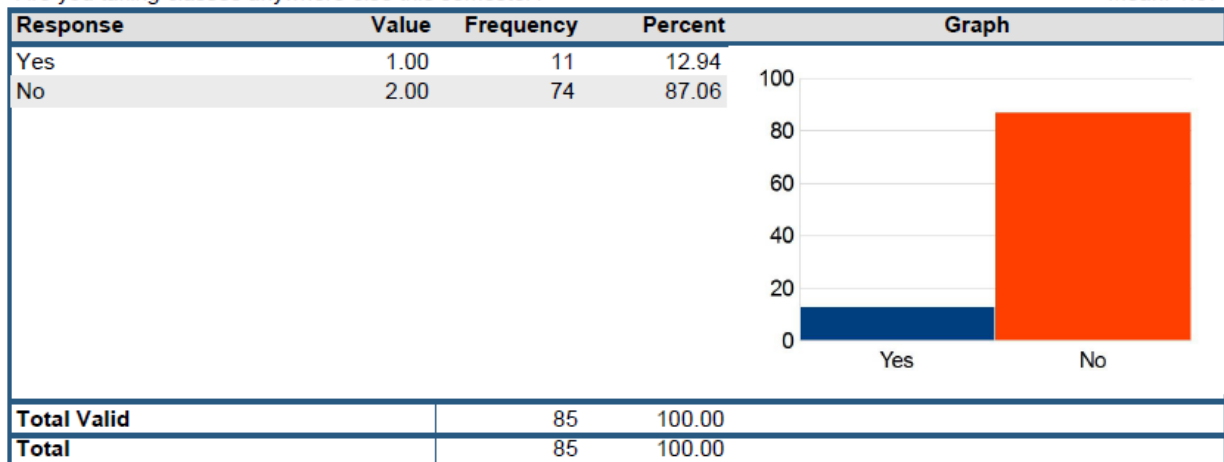 Response Value Frequency Percent Graph
Yes 1.00 11 12.94
No 2.00 74 87.06
100
80
60
40
20
0
Yes No
Total Valid 85 100.00
Total 85 100.00